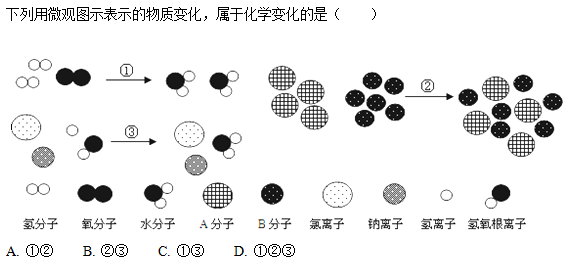 下列用微观图示表示的物质变化，属于化学变化的是（　　）
① ②
③
氢分子 氧分子 水分子 A分子 B分子 氯离子 钠离子 氢离子 氢氧根离子
A. ①② B. ②③ C. ①③ D. ①②③